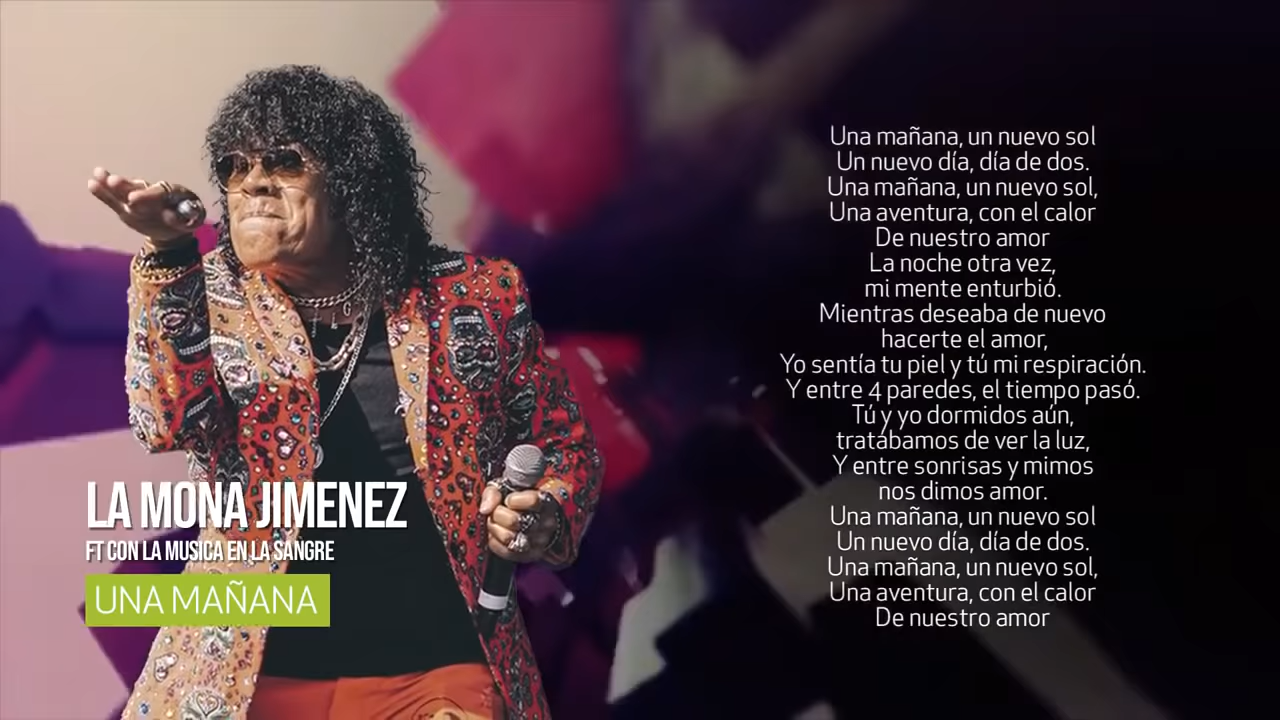 LA MONA JIMENEZ
FT CON LA MUSICA EN LA SANGRE
UNA MAÑANA
Una mañana, un nuevo sol
Un nuevo día, día de dos.
Una mañana, un nuevo sol,
Una aventura, con el calor
De nuestro amor
La noche otra vez,
mi mente enturbió.
Mientras deseaba de nuevo
hacerte el amor,
Yo sentía tu piel y tú mi respiración.
Y entre 4 paredes, el tiempo pasó.
Tú y yo dormidos aún,
tratábamos de ver la luz,
Y entre sonrisas y mimos
nos dimos amor.
Una mañana, un nuevo sol
Un nuevo día, día de dos.
Una mañana, un nuevo sol,
Una aventura, con el calor
De nuestro amor